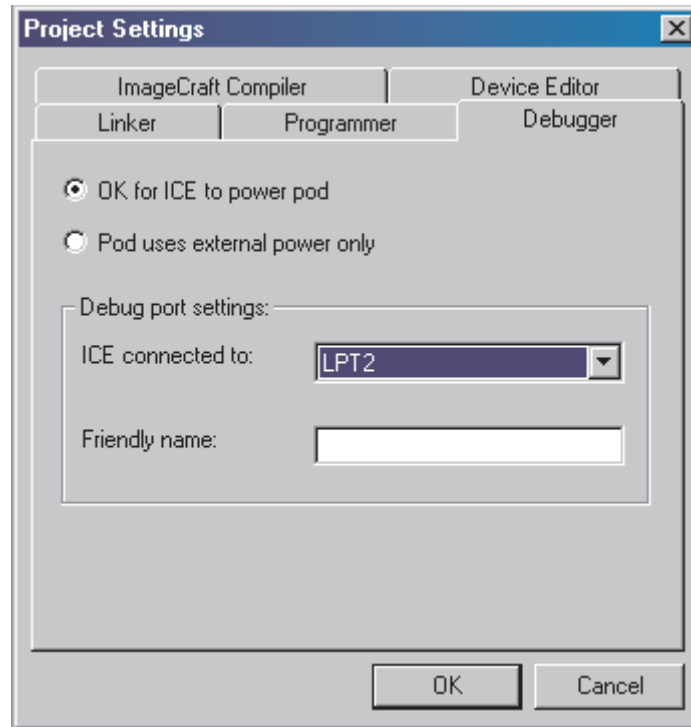 Project Settings
ImageCraft Compiler
Device Editor
Linker
Programmer
Debugger
OK for ICE to power pod
Pod uses external power only
Debug port settings:
ICE connected to:
LPT2
Friendly name:
OK
Cancel